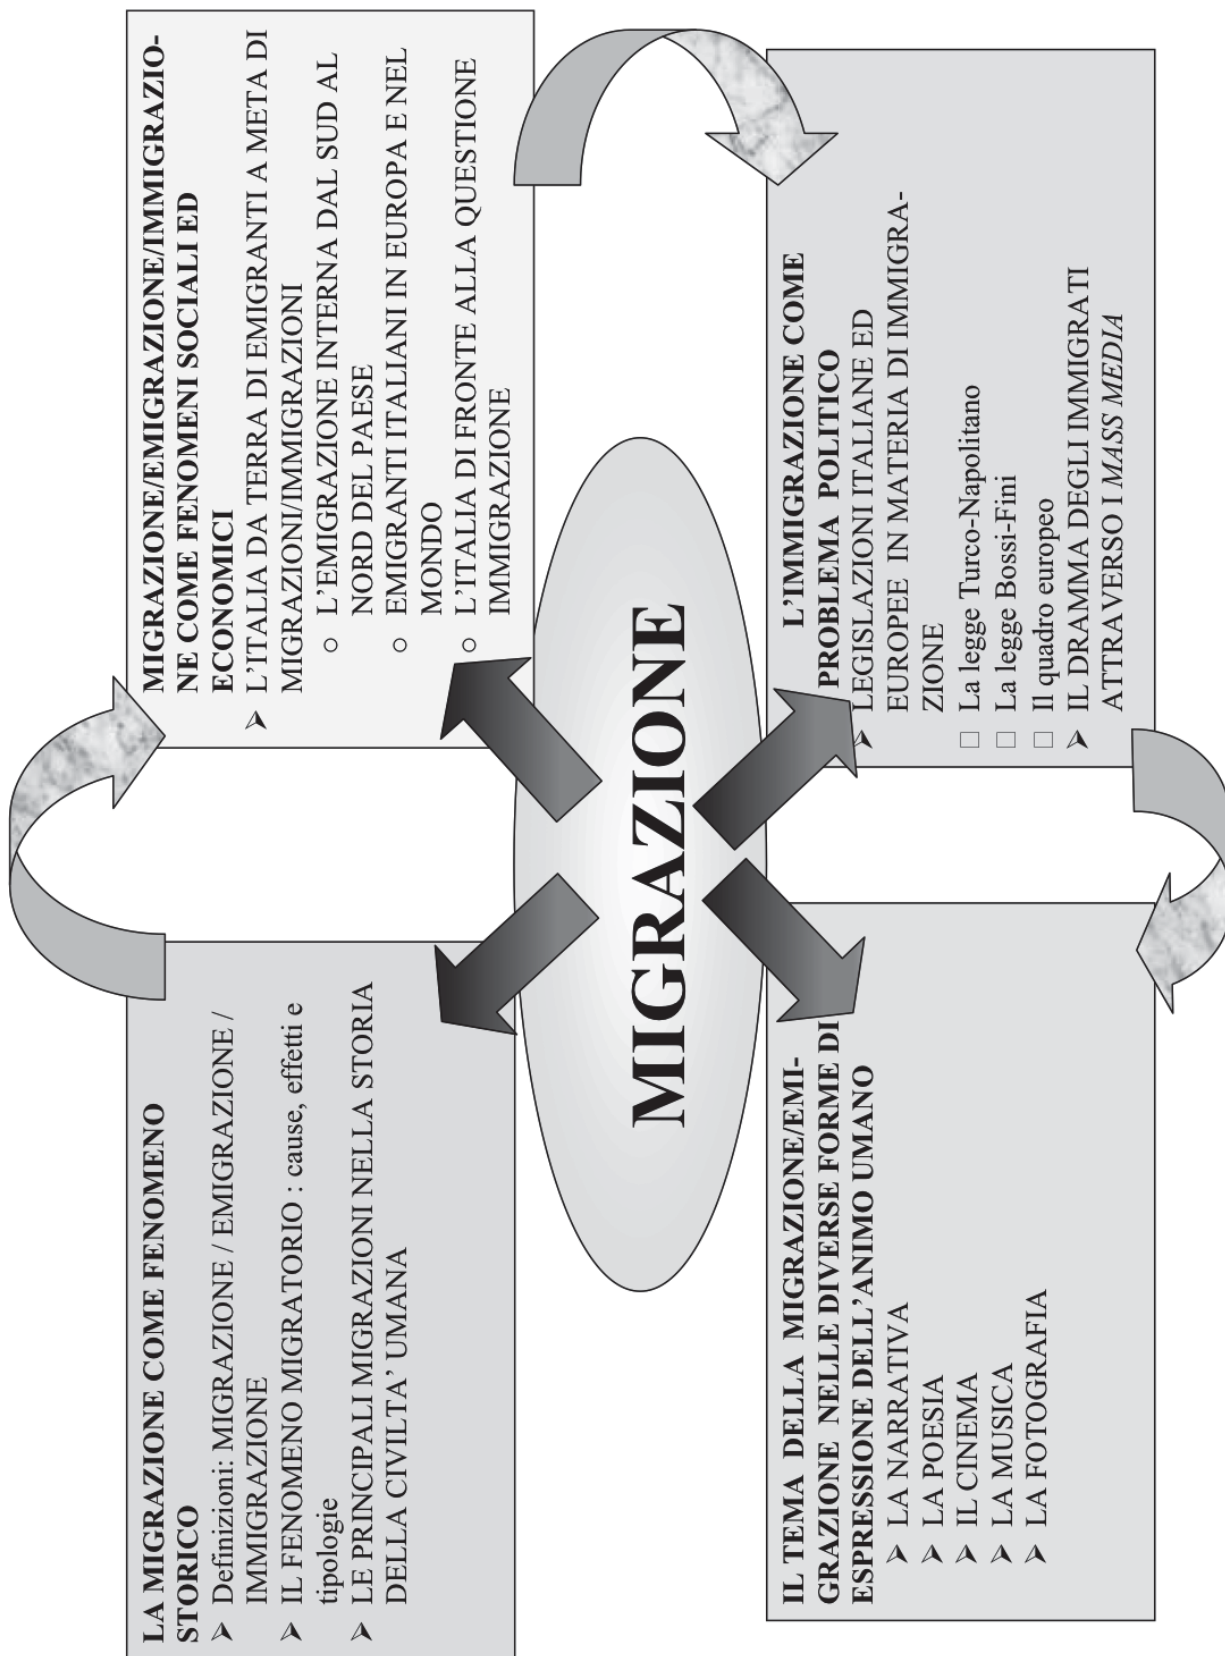 LA MIGRAZIONE COME FENOMENO
STORICO
➢ Definizioni: MIGRAZIONE / EMIGRAZIONE /
IMMIGRAZIONE
➢ IL FENOMENO MIGRATORIO : cause, effetti e
tipologie
➢ LE PRINCIPALI MIGRAZIONI NELLA STORIA
DELLA CIVILTA' UMANA
MIGRAZIONE/EMIGRAZIONE/IMMIGRAZIO-
NE COME FENOMENI SOCIALI ED
ECONOMICI
➢ L'ITALIA DA TERRA DI EMIGRANTI A META DI
MIGRAZIONI/IMMIGRAZIONI
○ L'EMIGRAZIONE INTERNA DAL SUD AL
NORD DEL PAESE
○ EMIGRANTI ITALIANI IN EUROPA E NEL
MONDO
○ L'ITALIA DI FRONTE ALLA QUESTIONE
IMMIGRAZIONE
MIGRAZIONE
IL TEMA DELLA MIGRAZIONE/EMI-
GRAZIONE NELLE DIVERSE FORME DI
ESPRESSIONE DELL'ANIMO UMANO
➢ LA NARRATIVA
➢ LA POESIA
➢ IL CINEMA
➢ LA MUSICA
➢ LA FOTOGRAFIA
L'IMMIGRAZIONE COME
PROBLEMA POLITICO
➢ LEGISLAZIONI ITALIANE ED
EUROPEE IN MATERIA DI IMMIGRA-
ZIONE
□ La legge Turco-Napolitano
□ La legge Bossi-Fini
□ Il quadro europeo
➢ IL DRAMMA DEGLI IMMIGRATI
ATTRAVERSO I MASS MEDIA